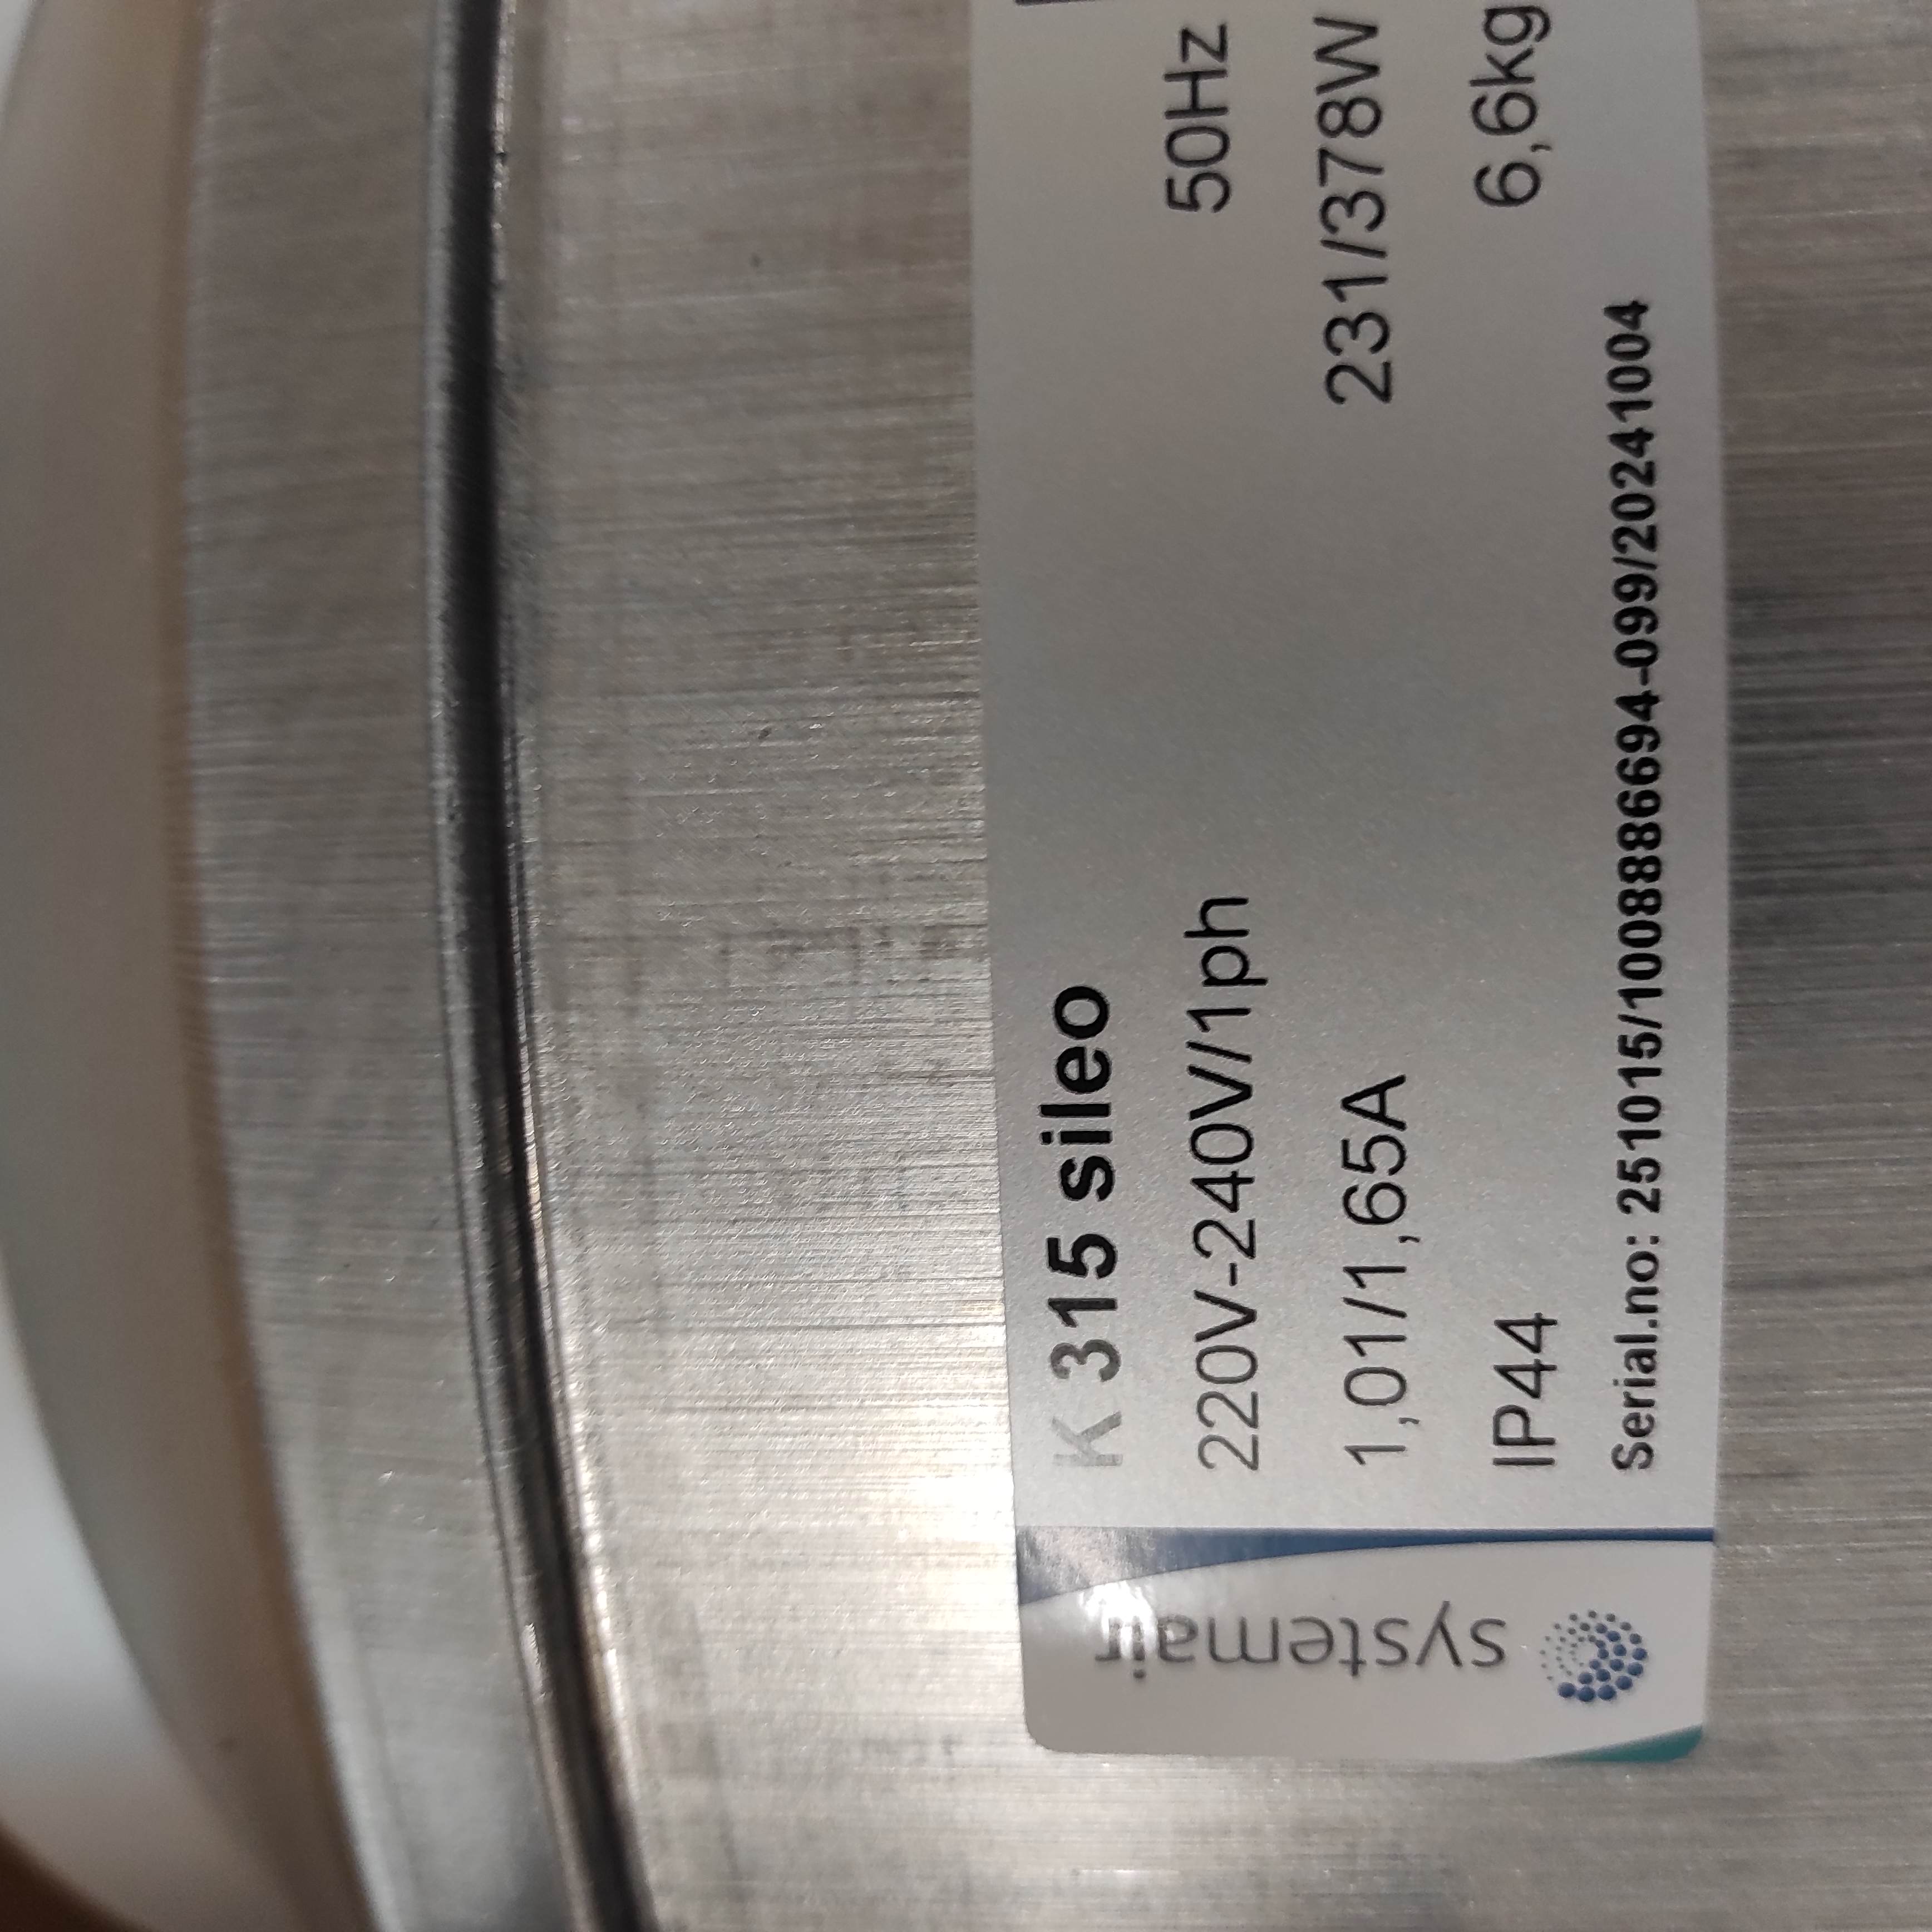 systemair
K 315 sileo
220V-240V/1ph 50Hz
1,01/1,65A 231/378W
IP44 6,6kg
Serial.no: 251015/1008886694-099/20241004